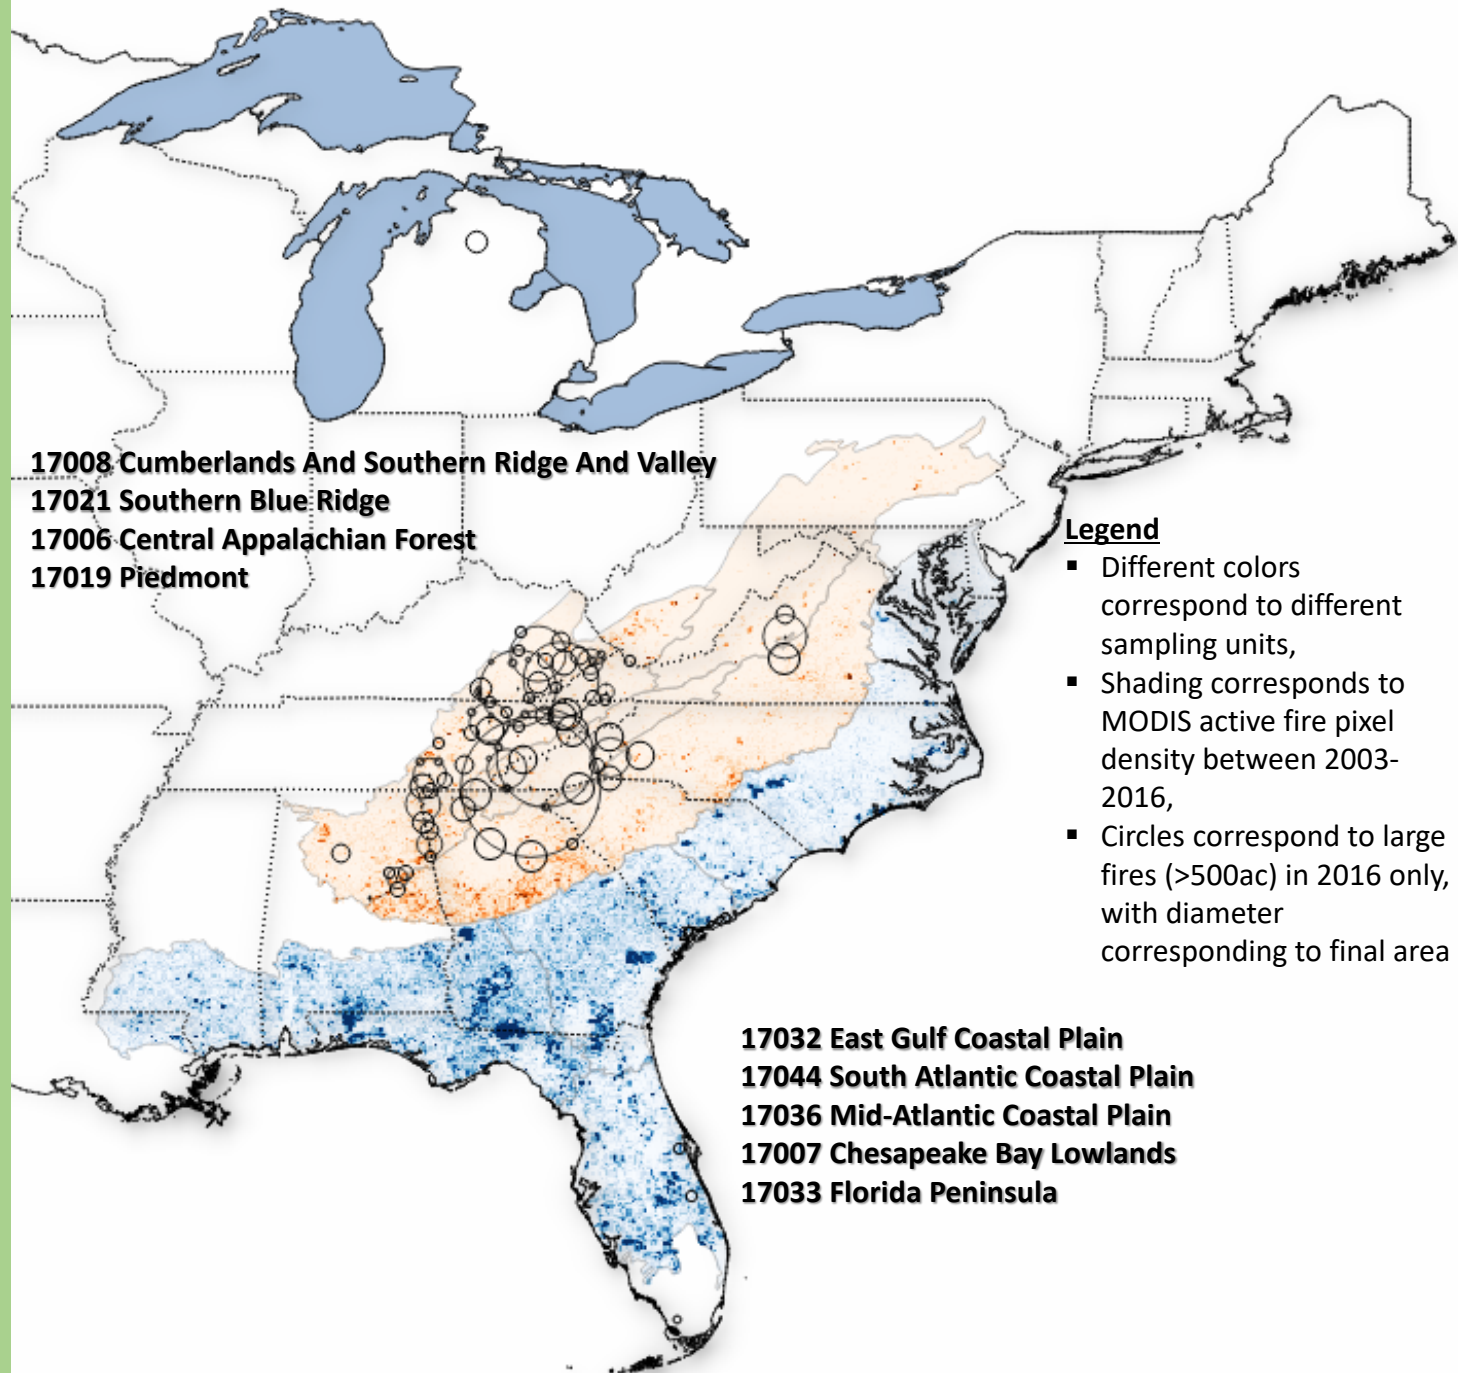 17008 Cumberlands And Southern Ridge And Valley
17021 Southern Blue Ridge
17006 Central Appalachian Forest
17019 Piedmont
Legend
▪ Different colors
correspond to different
sampling units,
▪ Shading corresponds to
MODIS active fire pixel
density between 2003-
2016,
▪ Circles correspond to large
fires (>500ac) in 2016 only,
with diameter
corresponding to final area
17032 East Gulf Coastal Plain
17044 South Atlantic Coastal Plain
17036 Mid-Atlantic Coastal Plain
17007 Chesapeake Bay Lowlands
17033 Florida Peninsula